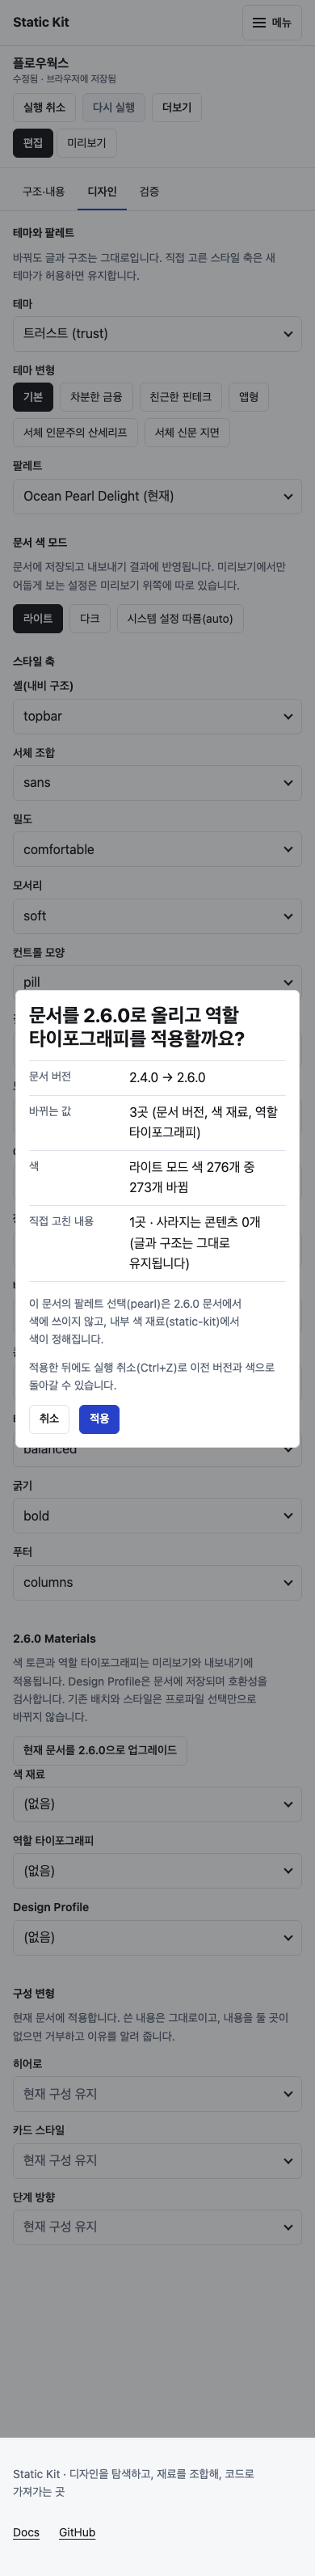 Static Kit
메뉴
플로우웍스
수정됨 · 브라우저에 저장됨
실행 취소 다시 실행 더보기
편집 미리보기
구조·내용 디자인 검증
테마와 팔레트
바꿔도 글과 구조는 그대로입니다. 직접 고른 스타일 축은 새
테마가 허용하면 유지합니다.
테마
트러스트 (trust)
테마 변형
기본 차분한 금융 친근한 핀테크 앱형
서체 인문주의 산세리프 서체 신문 지면
팔레트
Ocean Pearl Delight (현재)
문서 색 모드
문서에 저장되고 내보내기 결과에 반영됩니다. 미리보기에서만
어둡게 보는 설정은 미리보기 위쪽에 따로 있습니다.
라이트 다크 시스템 설정 따름(auto)
스타일 축
셸(내비 구조)
topbar
서체 조합
sans
밀도
comfortable
모서리
soft
컨트롤 모양
pill
문서를 2.6.0로 올리고 역할
타이포그래피를 적용할까요?
문서 버전 2.4.0 → 2.6.0
바뀌는 값 3곳 (문서 버전, 색 재료, 역할
타이포그래피)
색 라이트 모드 색 276개 중
273개 바뀜
직접 고친 내용 1곳 · 사라지는 콘텐츠 0개
(글과 구조는 그대로
유지됩니다)
이 문서의 팔레트 선택(pearl)은 2.6.0 문서에서
색에 쓰이지 않고, 내부 색 재료(static-kit)에서
색이 정해집니다.
적용한 뒤에도 실행 취소(Ctrl+Z)로 이전 버전과 색으로
돌아갈 수 있습니다.
취소 적용
balanced
굵기
bold
푸터
columns
2.6.0 Materials
색 토큰과 역할 타이포그래피는 미리보기와 내보내기에
적용됩니다. Design Profile은 문서에 저장되며 호환성을
검사합니다. 기존 배치와 스타일은 프로파일 선택만으로
바뀌지 않습니다.
현재 문서를 2.6.0으로 업그레이드
색 재료
(없음)
역할 타이포그래피
(없음)
Design Profile
(없음)
구성 변형
현재 문서에 적용합니다. 쓴 내용은 그대로이고, 내용을 둘 곳이
없으면 거부하고 이유를 알려 줍니다.
히어로
현재 구성 유지
카드 스타일
현재 구성 유지
단계 방향
현재 구성 유지
Static Kit · 디자인을 탐색하고, 재료를 조합해, 코드로
가져가는 곳
Docs GitHub